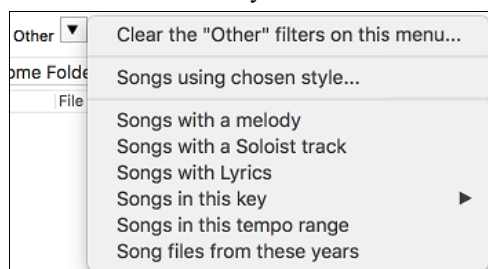 Other ▼
Clear the "Other" filters on this menu...
ome Folde
Songs using chosen style...
File
Songs with a melody
Songs with a Soloist track
Songs with Lyrics
Songs in this key
Songs in this tempo range
Song files from these years